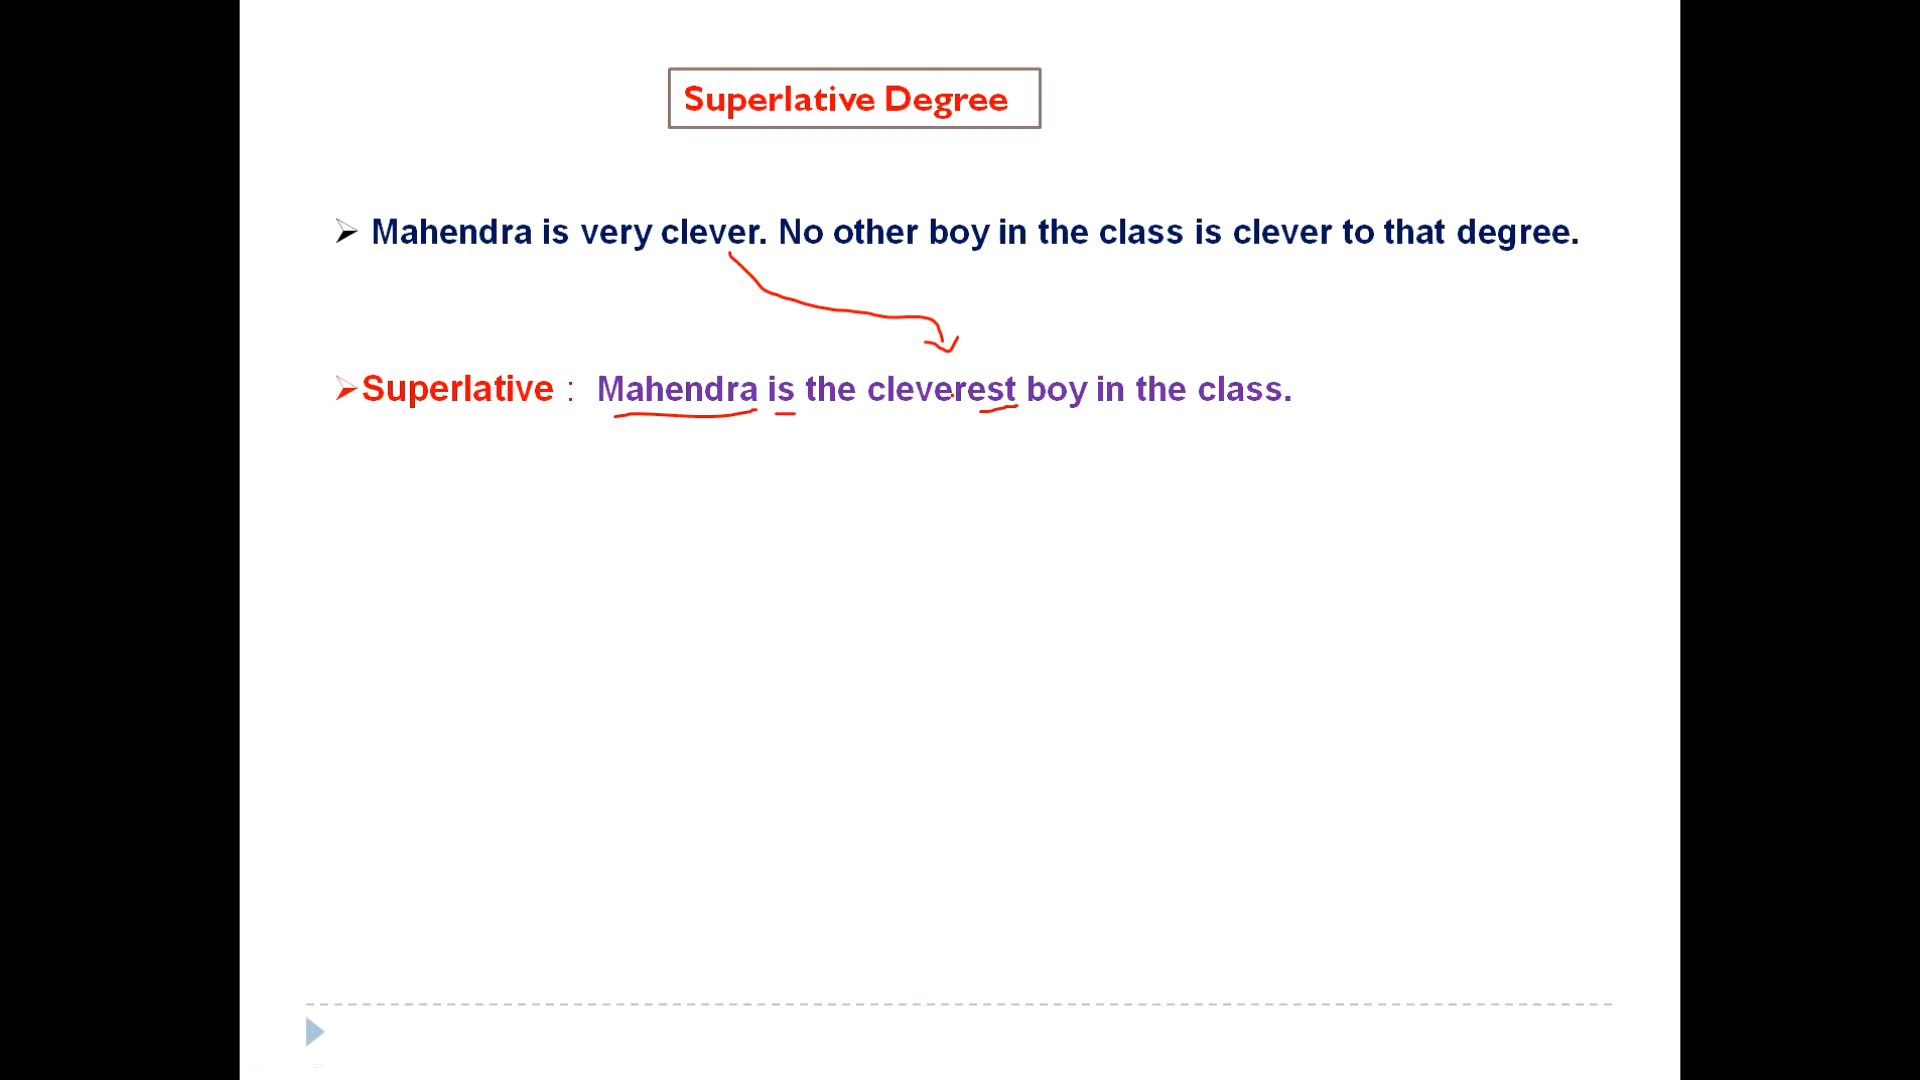 Superlative Degree
Mahendra is very clever. No other boy in the class is clever to that degree.
Superlative : Mahendra is the cleverest boy in the class.